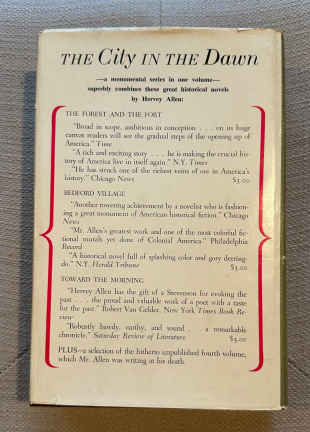 THE City IN THE Dawn
—a monumental series in one volume—
superbly combines these great historical novels
by Hervey Allen:
THE FOREST AND THE FORT
"Broad in scope, ambitious in conception . . . on its huge
canvas readers will see the gradual steps of the opening up of
America." Time
"A rich and exciting story . . . he is making the crucial his-
tory of America live in itself again." N.Y. Times
"He has struck one of the richest veins of ore in America's
history." Chicago News
$3.00
BEDFORD VILLAGE
"Another towering achievement by a novelist who is fashion-
ing a great monument of American historical fiction." Chicago
News
"Mr. Allen's greatest work and one of the most colorful fic-
tional murals yet done of Colonial America." Philadelphia
Record
"A historical novel full of splashing color and gory derring-
do." N.Y. Herald Tribune
$3.00
TOWARD THE MORNING
"Hervey Allen has the gift of a Stevenson for evoking the
past . . . the proud and valuable work of a poet with a taste
for the past." Robert Van Gelder, New York Times Book Re-
view
"Robustly bawdy, earthy, and sound . . a remarkable
chronicle." Saturday Review of Literature
$3.00
PLUS—a selection of the hitherto unpublished fourth volume,
which Mr. Allen was writing at his death.